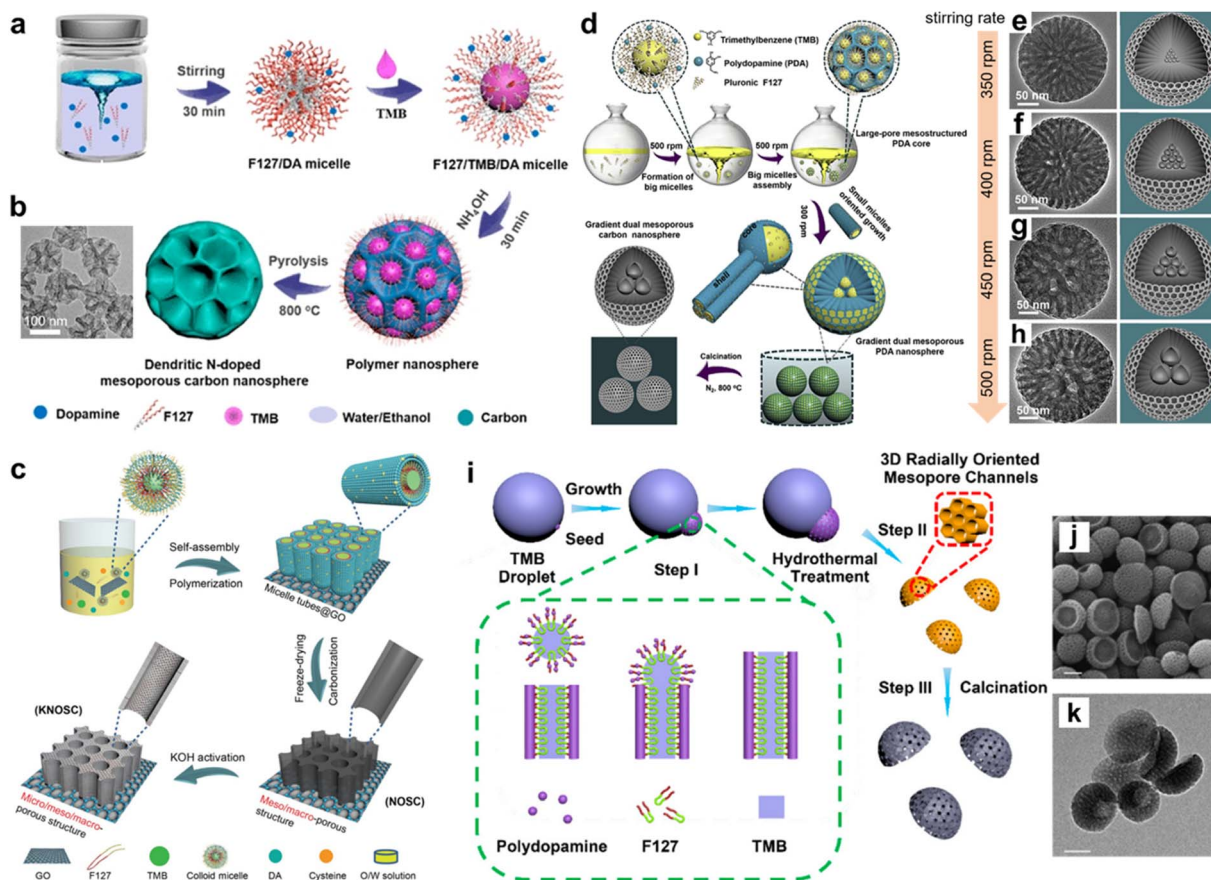 a
Stirring
30 min
TMB
F127/DA micelle
F127/TMB/DA micelle
NH4OH
30 min
b
100 nm
Pyrolysis
800 ºC
Dendritic N-doped
mesoporous carbon nanosphere
Polymer nanosphere
Dopamine
F127
TMB
Water/Ethanol
Carbon
c
Self-assembly
Polymerization
Micelle tubes@GO
Freeze-drying
Carbonization
(KNOSC)
KOH activation
(NOSC)
Micro/meso/macro-
porous structure
Meso/macro-porous
structure
GO
F127
TMB
Colloid micelle
DA
Cysteine
O/W solution
d
Trimethylbenzene (TMB)
Polydopamine (PDA)
Pluronic F127
Large-pore mestostructured
PDA core
500 rpm
Formation of
big micelles
500 rpm
Big micelles
assembly
300 rpm
Small micelles
oriented growth
Gradient dual mesoporous
carbon nanosphere
core
shell
Gradient dual mesoporous
PDA nanosphere
Calcination
N2, 800 ºC
stirring rate
350 rpm
400 rpm
450 rpm
500 rpm
e
50 nm
f
50 nm
g
50 nm
h
50 nm
i
Growth
Seed
TMB
Droplet
Step I
Hydrothermal
Treatment
Step II
3D Radially Oriented
Mesopore Channels
Step III
Calcination
Polydopamine
F127
TMB
j
k